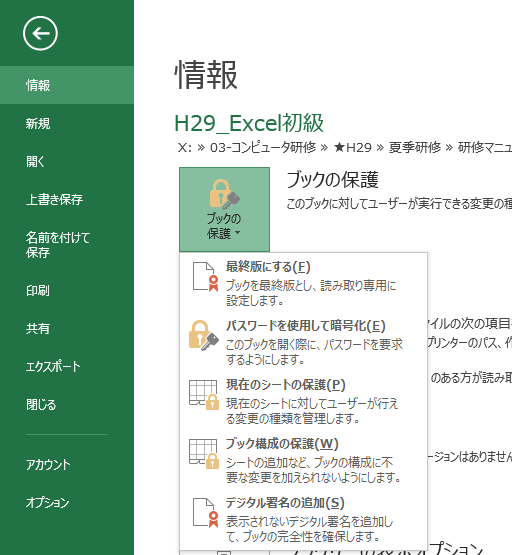 情報
新規
開く
上書き保存
名前を付けて
保存
印刷
共有
エクスポート
閉じる
アカウント
オプション
情報
H29_Excel初級
X: » 03-コンピュータ研修 » ★H29 » 夏季研修 » 研修マニュ
ブックの
保護
ブックの保護
このブックに対してユーザーが実行できる変更の種
最終版にする(F)
ブックを最終版とし、読み取り専用に
設定します。
パスワードを使用して暗号化(E)
このブックを開く際に、パスワードを要求
するようにします。
現在のシートの保護(P)
現在のシートに対してユーザーが行え
る変更の種類を管理します。
ブック構成の保護(W)
シートの追加など、ブックの構成に不
要な変更を加えられないようにします。
デジタル署名の追加(S)
表示されないデジタル署名を追加し
て、ブックの完全性を確保します。
イルの次の項目
プリンターのパス、作
のある方が読み取
ージョンはありません
の表示オプション